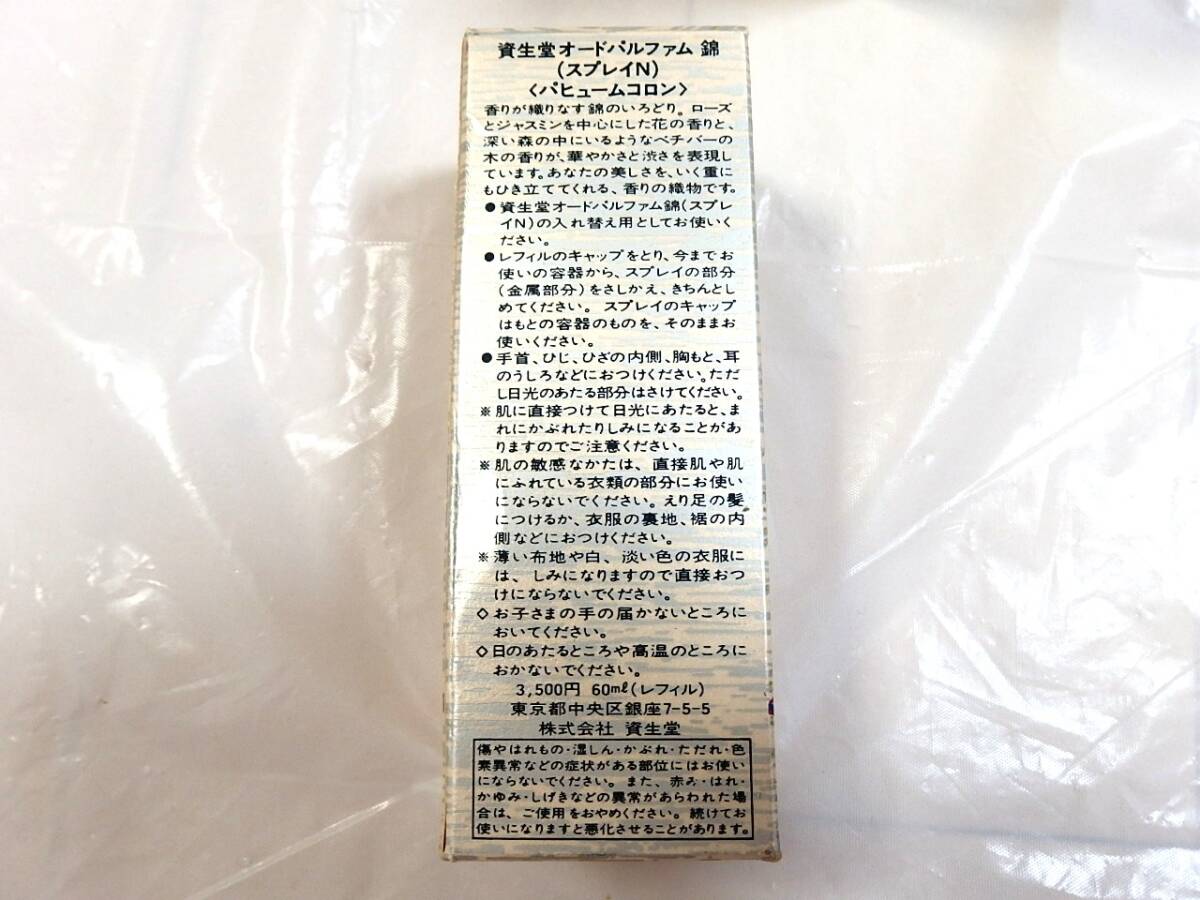 資生堂オードパルファム 錦
(スプレイN)
〈パヒュームコロン〉
香りが織りなす錦のいろどり。ローズ
とジャスミンを中心にした花の香りと、
深い森の中にいるようなベチバーの
木の香りが、華やかさと渋さを表現し
ています。あなたの美しさを、いく重に
もひき立ててくれる、香りの織物です。
●資生堂オードパルファム錦(スプレ
イN)の入れ替え用としてお使いく
ださい。
●レフィルのキャップをとり、今までお
使いの容器から、スプレイの部分
(金属部分)をさしかえ、きちんとし
めてください。スプレイのキャップ
はもとの容器のものを、そのままお
使いください。
●手首、ひじ、ひざの内側、胸もと、耳
のうしろなどにおつけください。ただ
し日光のあたる部分はさけてください。
※肌に直接つけて日光にあたると、ま
れにかぶれたりしみになることがあ
りますのでご注意ください。
※肌の敏感なかたは、直接肌や肌
にふれている衣類の部分にお使い
にならないでください。えり足の髪
につけるか、衣服の裏地、裾の内
側などにおつけください。
※薄い布地や白、淡い色の衣服に
は、しみになりますので直接おつ
けにならないでください。
◇お子さまの手の届かないところに
おいてください。
◇日のあたるところや高温のところに
おかないでください。
3,500円 60mℓ(レフィル)
東京都中央区銀座7-5-5
株式会社 資生堂
傷やはれもの・湿しん・かぶれ・ただれ・色
素異常などの症状がある部位にはお使い
にならないでください。また、赤み・はれ・
かゆみ・しげきなどの異常があらわれた場
合は、ご使用をおやめください。続けてお
使いになりますと悪化させることがあります。